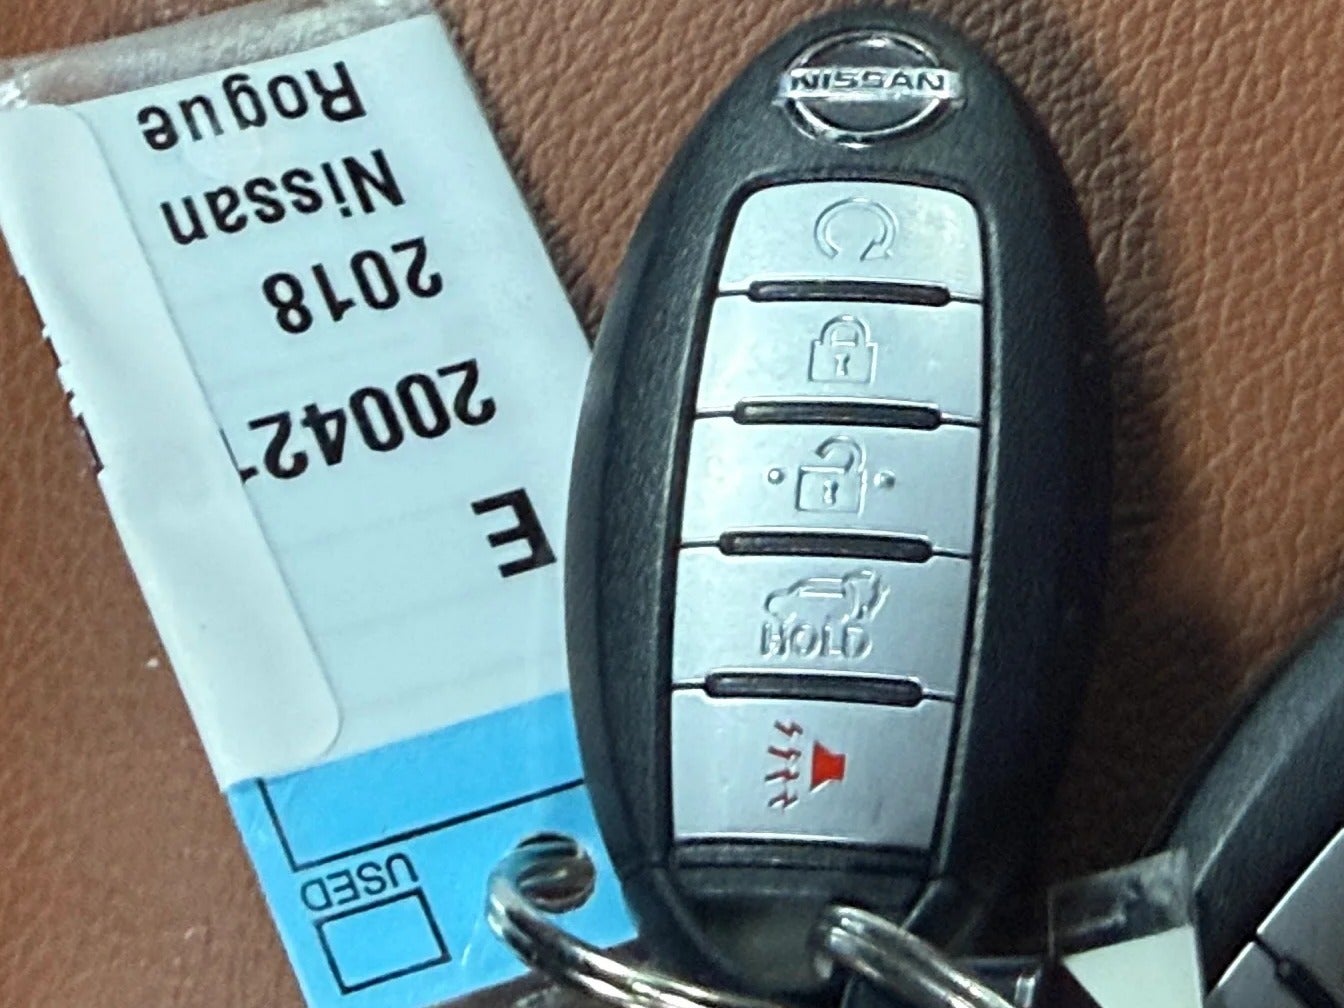 NISSAN
HOLD
USED
E
20042
2018
Nissan
Rogue